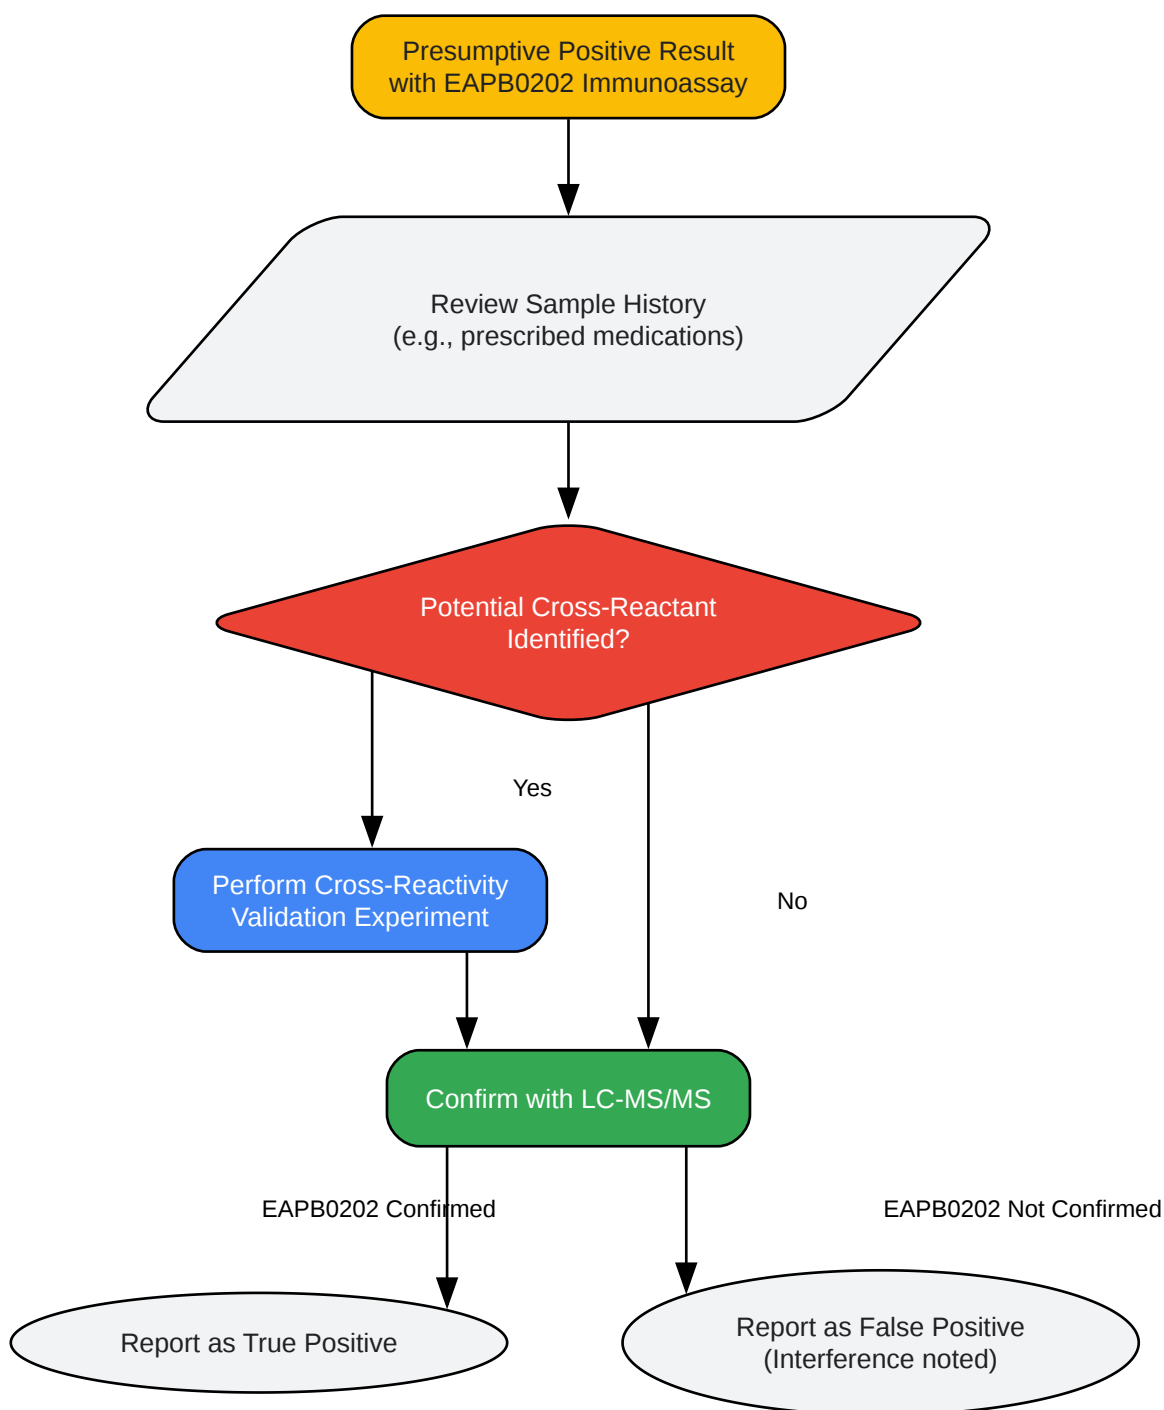 Presumptive Positive Result
with EAPB0202 Immunoassay
Review Sample History
(e.g., prescribed medications)
Potential Cross-Reactant
Identified?
Yes
Perform Cross-Reactivity
Validation Experiment
No
Confirm with LC-MS/MS
EAPB0202 Confirmed
EAPB0202 Not Confirmed
Report as True Positive
Report as False Positive
(Interference noted)